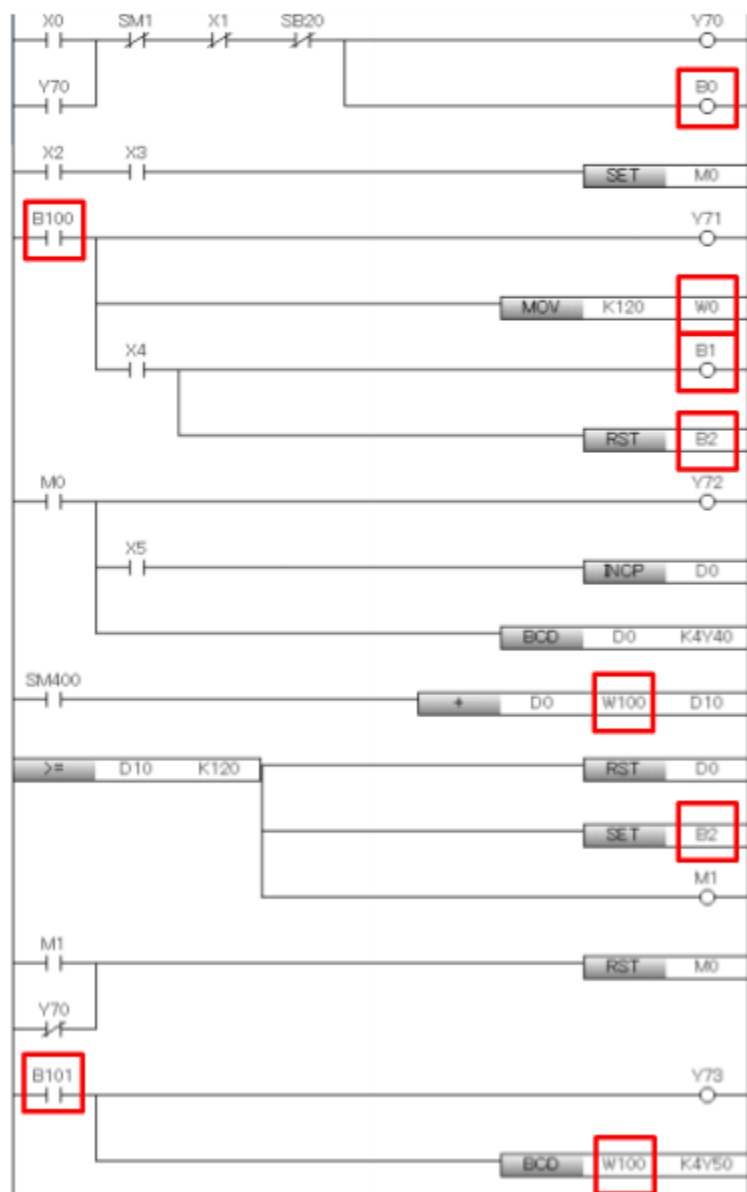 X0 SM1 X1 SB20 Y70
Y70 B0
X2 X3
SET M0
B100 Y71
MOV K120 W0
X4 B1
RST B2
M0 Y72
X5
INCP D0
BCD D0 K4Y40
SM400
+ D0 W100 D10
>= D10 K120 RST D0
SET B2
M1
M1
RST M0
Y70
B101 Y73
BCD W100 K4Y50